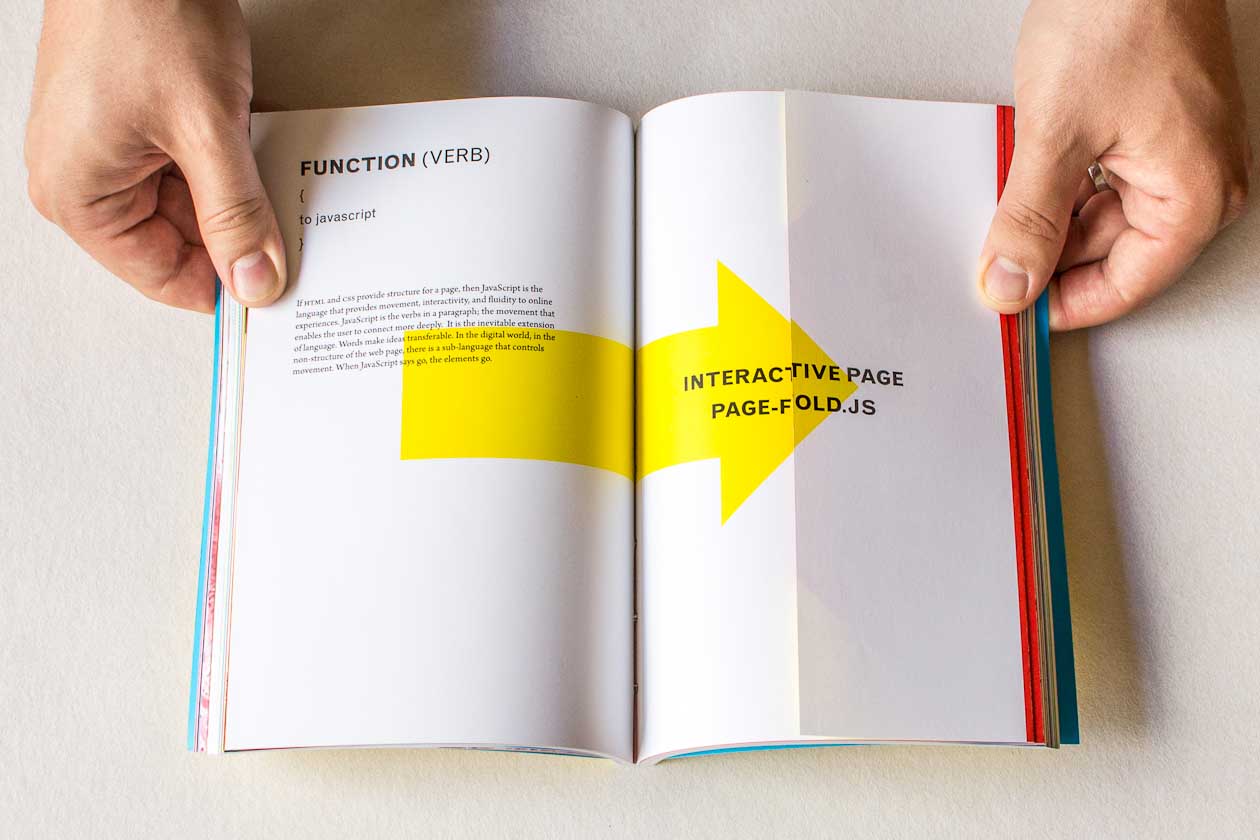 FUNCTION (VERB)
{
to javascript
}
If HTML and CSS provide structure for a page, then JavaScript is the
language that provides movement, interactivity, and fluidity to online
experiences. JavaScript is the verbs in a paragraph; the movement that
enables the user to connect more deeply. It is the inevitable extension
of language. Words make ideas transferable. In the digital world, in the
non-structure of the web page, there is a sub-language that controls
movement. When JavaScript says go, the elements go.
INTERACTIVE PAGE
PAGE-FOLD.JS